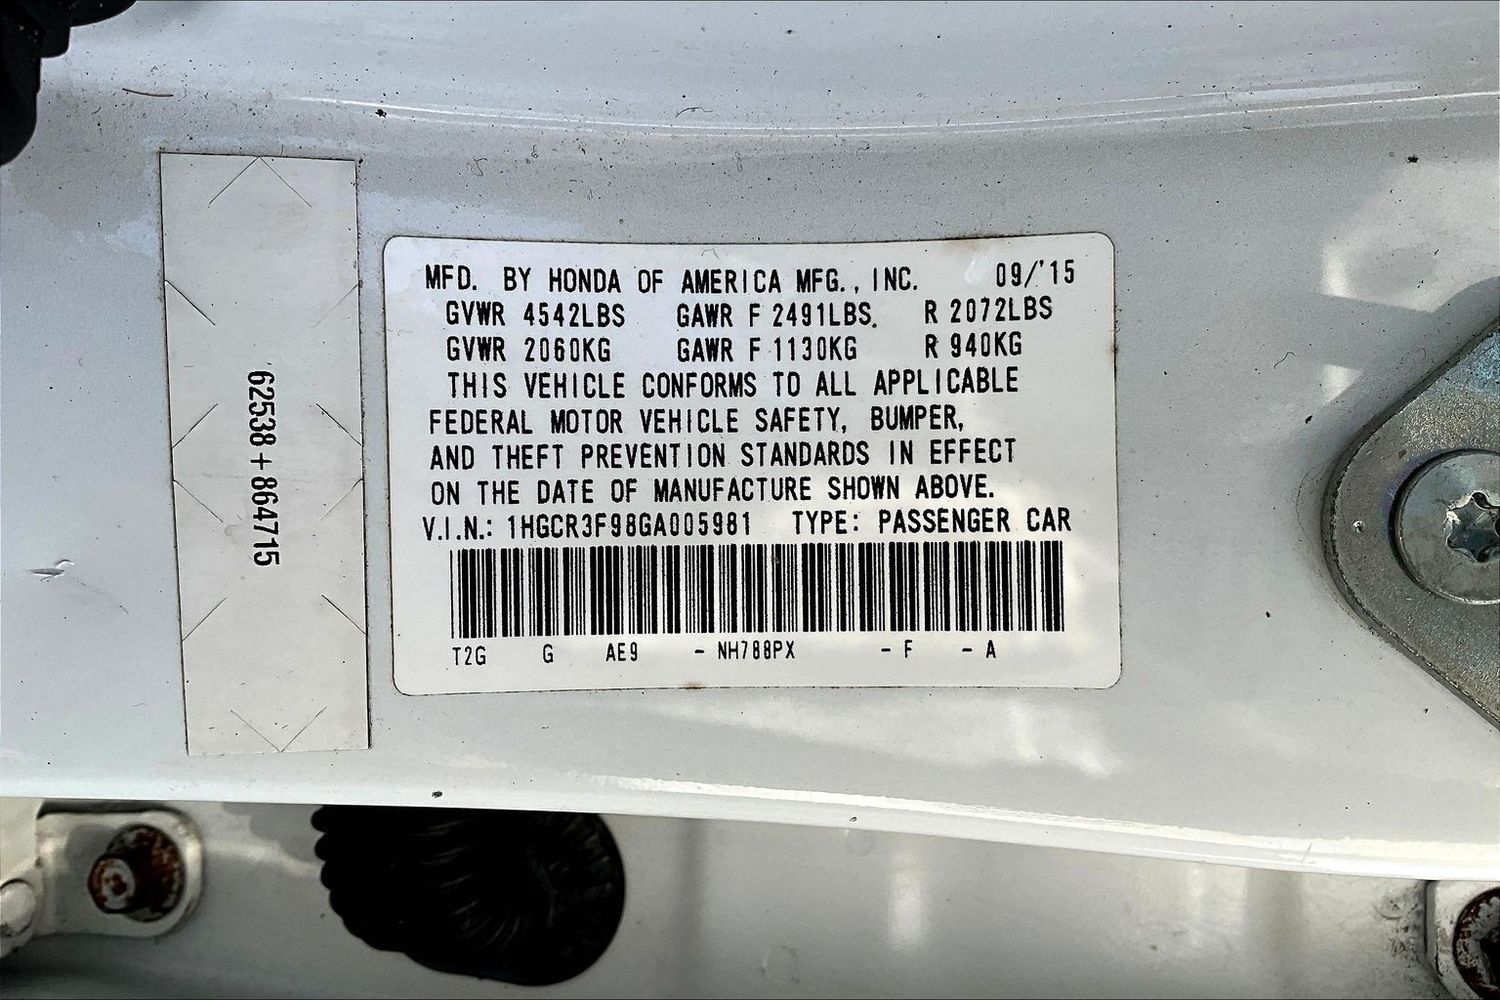 62538+864715
MFD. BY HONDA OF AMERICA MFG., INC. 09/'15
GVWR 4542LBS GAWR F 2491LBS. R 2072LBS
GVWR 2060KG GAWR F 1130KG R 940KG
THIS VEHICLE CONFORMS TO ALL APPLICABLE
FEDERAL MOTOR VEHICLE SAFETY, BUMPER,
AND THEFT PREVENTION STANDARDS IN EFFECT
ON THE DATE OF MANUFACTURE SHOWN ABOVE.
V.I.N.: 1HGCR3F98GA005981 TYPE: PASSENGER CAR
T2G G AE9 - NH788PX - F - A